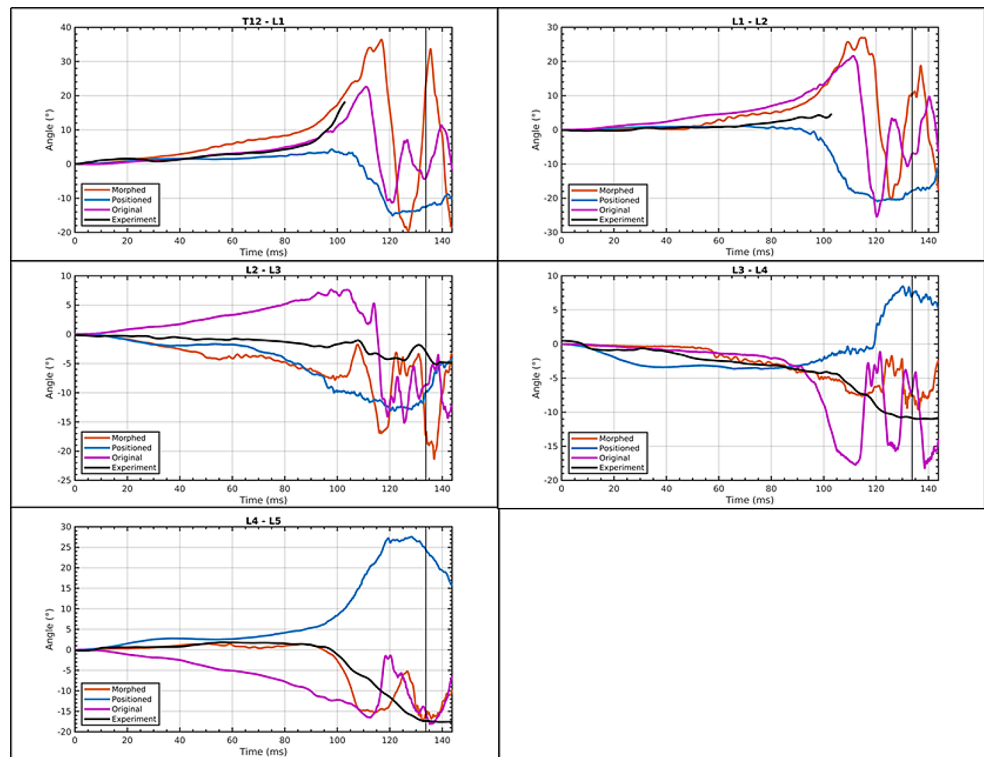 T12 - L1
40
30
20
10
0
-10
-20
Angle (°)
Morphed
Positioned
Original
Experiment
0 20 40 60 80 100 120 140
Time (ms)
L1 - L2
40
30
20
10
0
-10
-20
-30
Angle (°)
Morphed
Positioned
Original
Experiment
0 20 40 60 80 100 120 140
Time (ms)
L2 - L3
10
5
0
-5
-10
-15
-20
-25
Angle (°)
Morphed
Positioned
Original
Experiment
0 20 40 60 80 100 120 140
Time (ms)
L3 - L4
10
5
0
-5
-10
-15
-20
Angle (°)
Morphed
Positioned
Original
Experiment
0 20 40 60 80 100 120 140
Time (ms)
L4 - L5
30
25
20
15
10
5
0
-5
-10
-15
-20
Angle (°)
Morphed
Positioned
Original
Experiment
0 20 40 60 80 100 120 140
Time (ms)